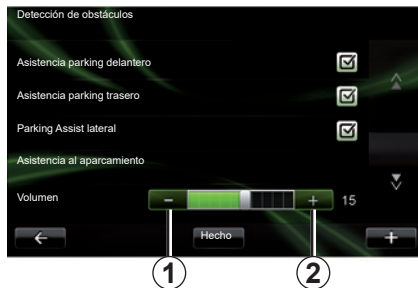 Detección de obstáculos
Asistencia parking delantero
Asistencia parking trasero
Parking Assist lateral
Asistencia al aparcamiento
Volumen − + 15
Hecho +
1 2